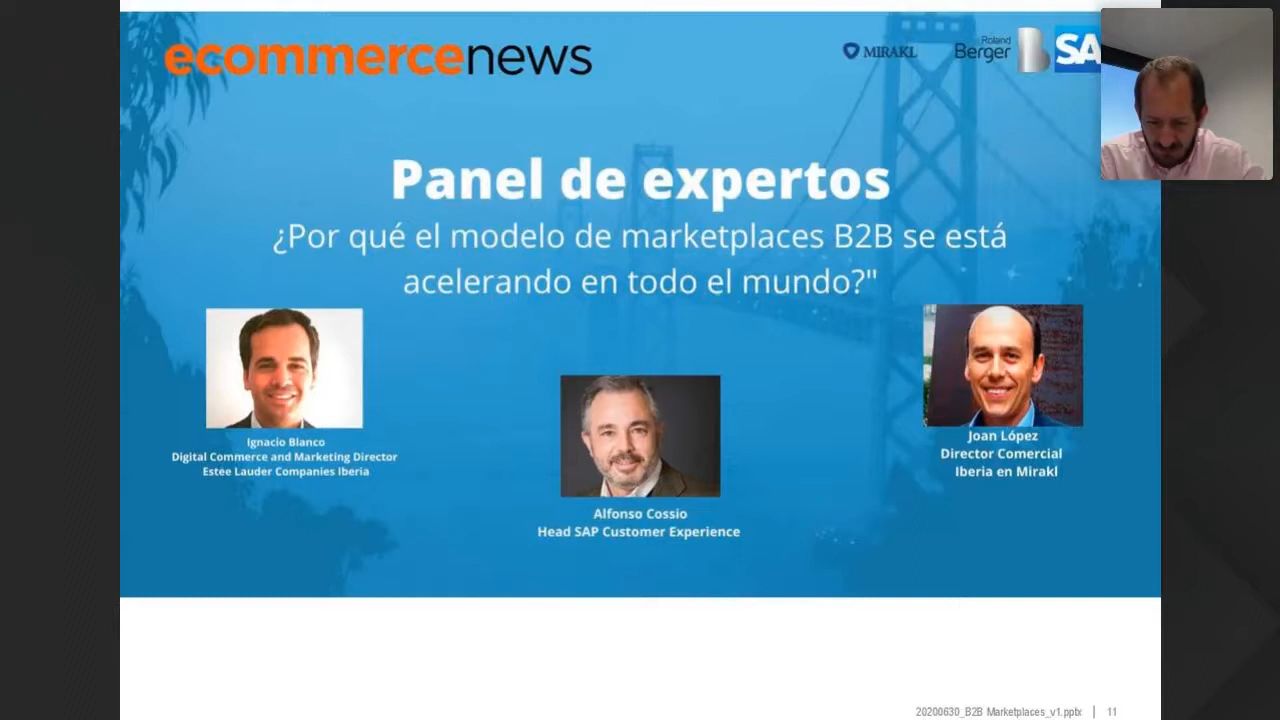 ecommercenews
MIRAKL
Roland
Berger
SA
Panel de expertos
¿Por qué el modelo de marketplaces B2B se está
acelerando en todo el mundo?"
Ignacio Blanco
Digital Commerce and Marketing Director
Estee Lauder Companies Iberia
Alfonso Cossio
Head SAP Customer Experience
Joan López
Director Comercial
Iberia en Mirakl
20200630_B2B Marketplaces_v1.pptx | 11